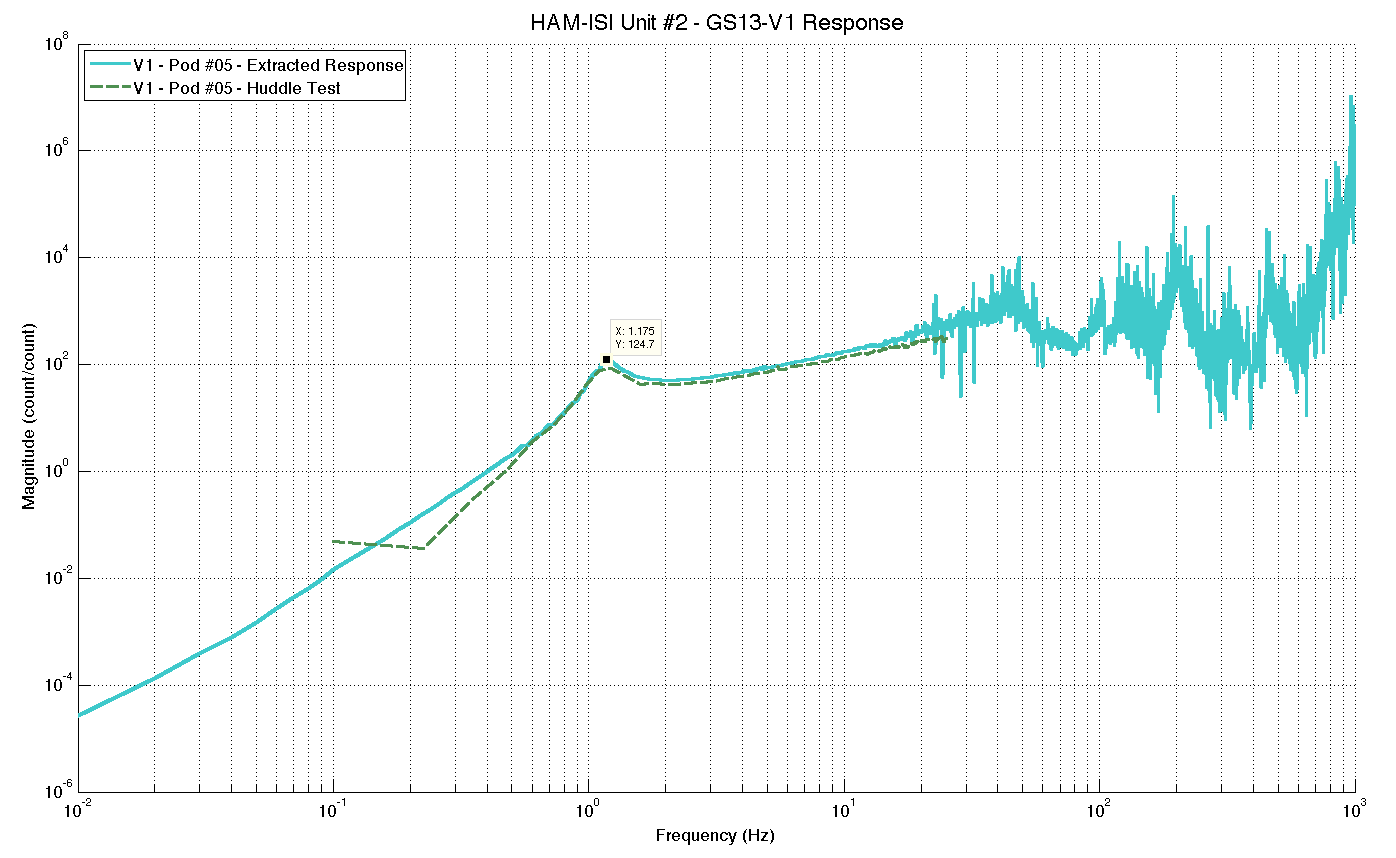 HAM-ISI Unit #2 - GS13-V1 Response
V1 - Pod #05 - Extracted Response
V1 - Pod #05 - Huddle Test
X: 1.175
Y: 124.7
Magnitude (count/count)
10^8
10^6
10^4
10^2
10^0
10^-2
10^-4
10^-6
10^-2 10^-1 10^0 10^1 10^2 10^3
Frequency (Hz)